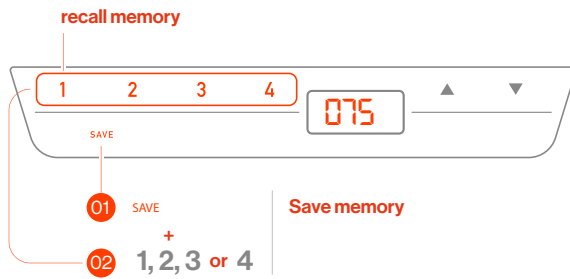 recall memory
1 2 3 4
075
▲ ▼
SAVE
01 SAVE
Save memory
+
02 1, 2, 3 or 4